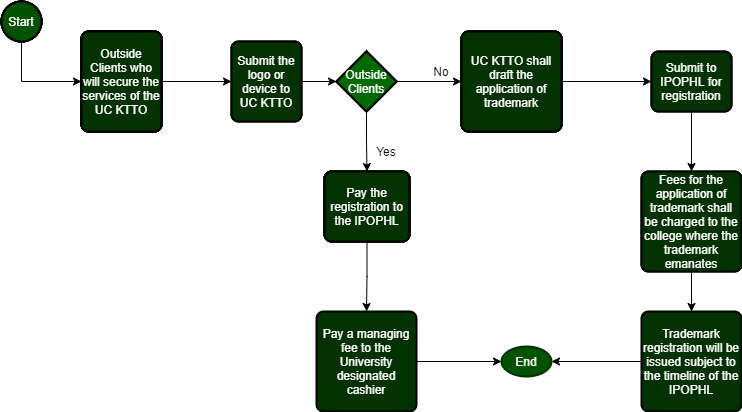 Start
Outside
Clients who
will secure the
services of the
UC KTTO
Submit the
logo or
device to
UC KTTO
Outside
Clients
No
UC KTTO shall
draft the
application of
trademark
Submit to
IPOPHL for
registration
Yes
Pay the
registration to
the IPOPHL
Fees for the
application of
trademark shall
be charged to the
college where the
trademark
emanates
Pay a managing
fee to the
University
designated
cashier
End
Trademark
registration will be
issued subject to
the timeline of the
IPOPHL